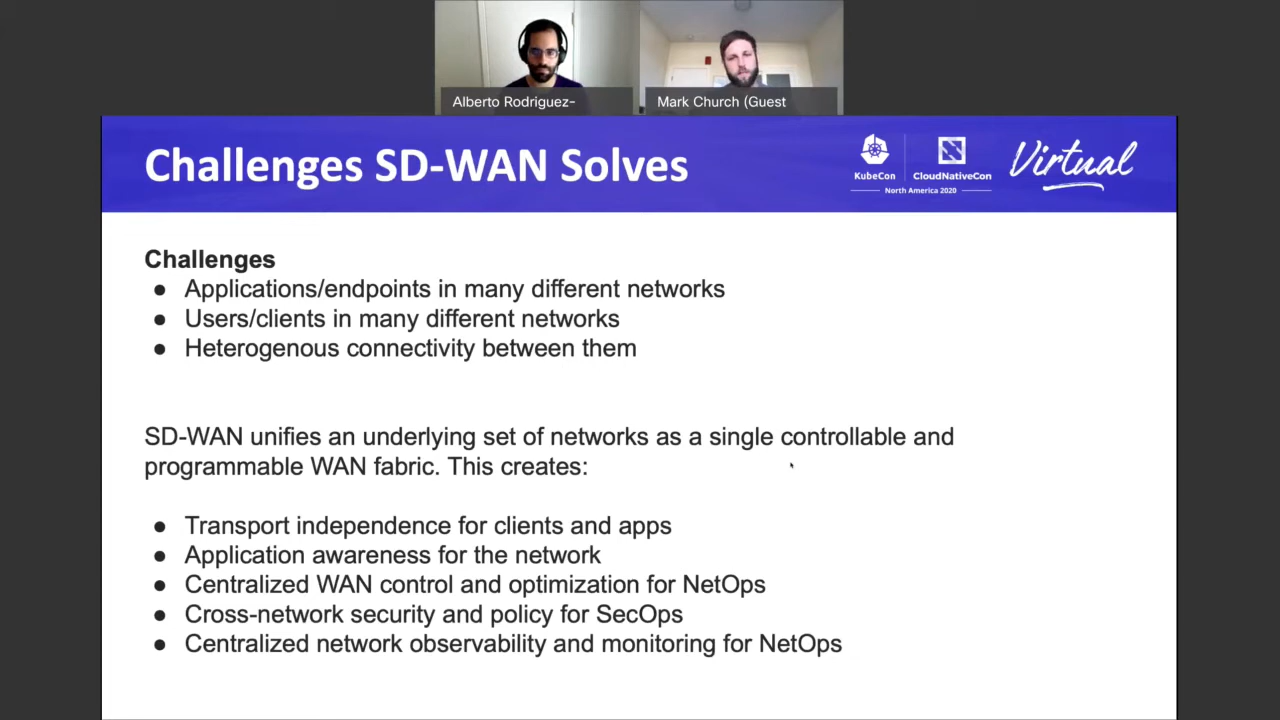 Alberto Rodriguez-
Mark Church (Guest
Challenges SD-WAN Solves
KubeCon
CloudNativeCon
North America 2020
Virtual
Challenges
● Applications/endpoints in many different networks
● Users/clients in many different networks
● Heterogenous connectivity between them
SD-WAN unifies an underlying set of networks as a single controllable and
programmable WAN fabric. This creates:
● Transport independence for clients and apps
● Application awareness for the network
● Centralized WAN control and optimization for NetOps
● Cross-network security and policy for SecOps
● Centralized network observability and monitoring for NetOps